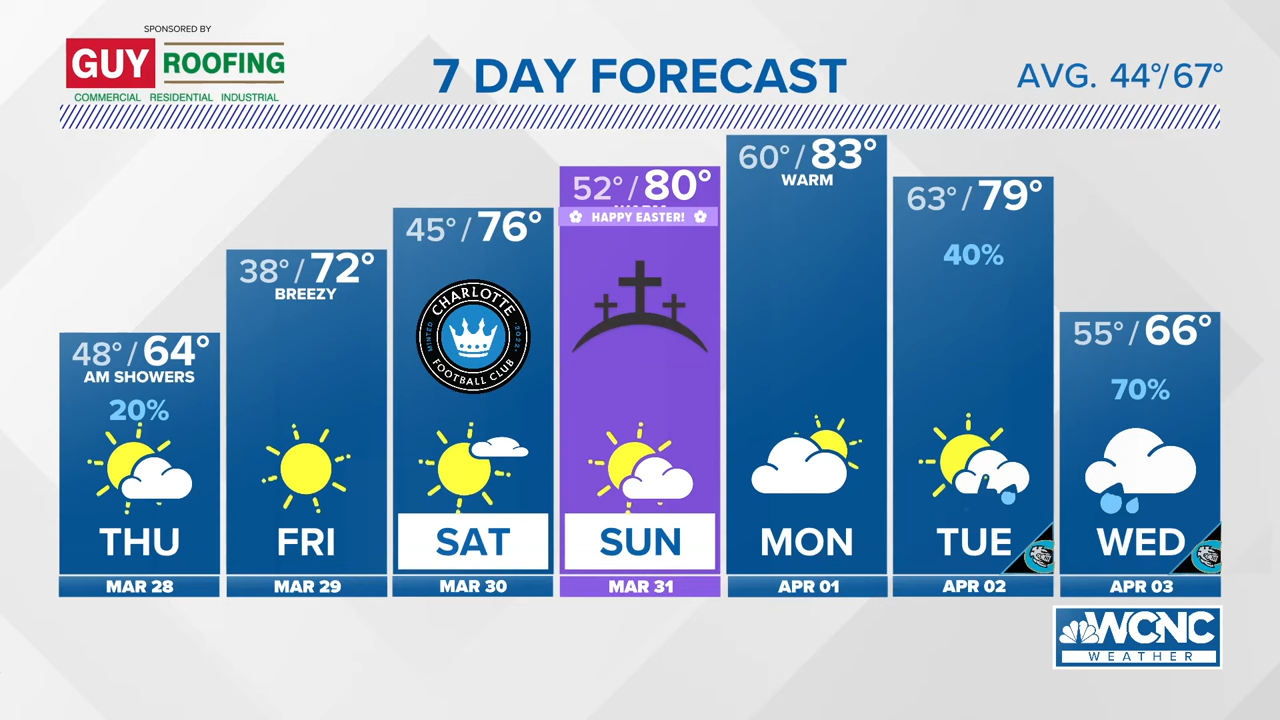 SPONSORED BY
GUY ROOFING
COMMERCIAL RESIDENTIAL INDUSTRIAL
7 DAY FORECAST
AVG. 44°/67°
48°/64°
AM SHOWERS
20%
THU
MAR 28
38°/72°
BREEZY
FRI
MAR 29
45°/76°
CHARLOTTE
MINTED
2022
FOOTBALL CLUB
SAT
MAR 30
52°/80°
HAPPY EASTER!
SUN
MAR 31
60°/83°
WARM
MON
APR 01
63°/79°
40%
TUE
APR 02
55°/66°
70%
WED
APR 03
WCNC
WEATHER